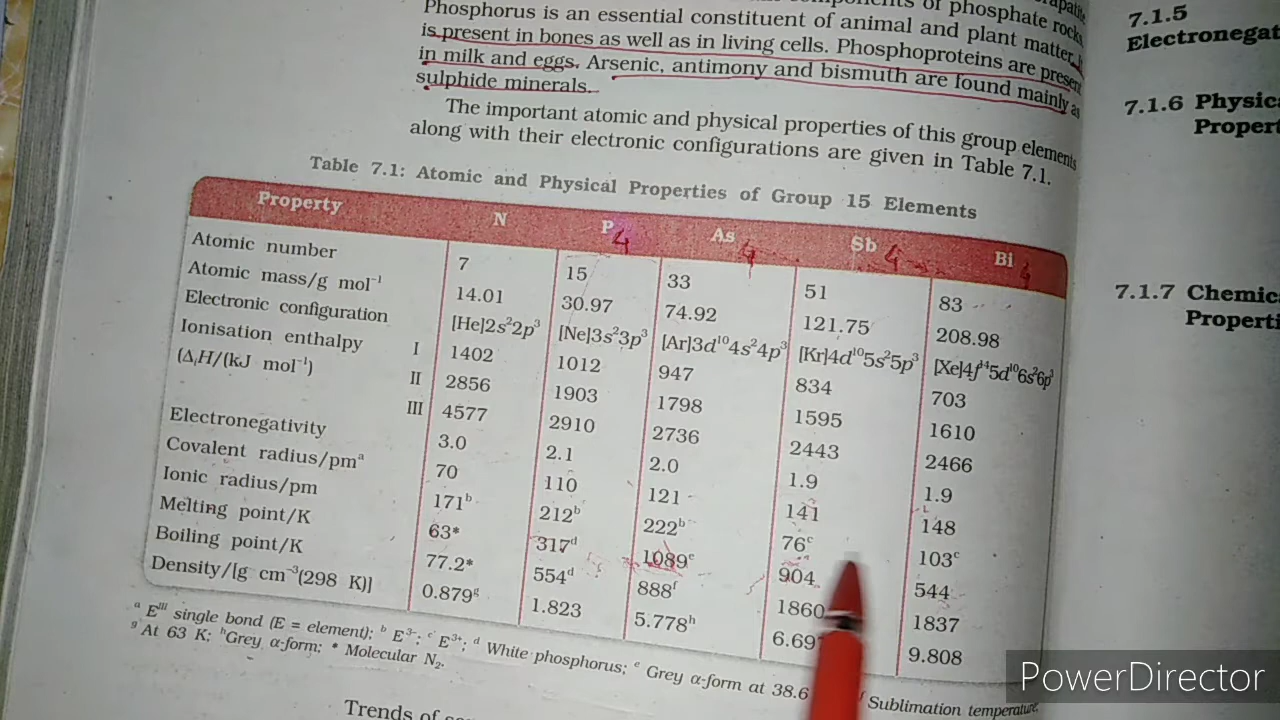 of phosphate rocks.
Phosphorus is an essential constituent of animal and plant matter.
is present in bones as well as in living cells. Phosphoproteins are present
in milk and eggs. Arsenic, antimony and bismuth are found mainly as
sulphide minerals.
The important atomic and physical properties of this group elements
along with their electronic configurations are given in Table 7.1.
Table 7.1: Atomic and Physical Properties of Group 15 Elements
Property N P 4 As 4 Sb 4 Bi 4
Atomic number 7 15 33 51 83
Atomic mass/g mol⁻¹ 14.01 30.97 74.92 121.75 208.98
Electronic configuration [He]2s²2p³ [Ne]3s²3p³ [Ar]3d¹⁰4s²4p³ [Kr]4d¹⁰5s²5p³ [Xe]4f¹⁴5d¹⁰6s²6p³
Ionisation enthalpy I 1402 1012 947 834 703
(ΔᵢH/(kJ mol⁻¹) II 2856 1903 1798 1595 1610
III 4577 2910 2736 2443 2466
Electronegativity 3.0 2.1 2.0 1.9 1.9
Covalent radius/pmᵃ 70 110 121 141 148
Ionic radius/pm 171ᵇ 212ᵇ 222ᵇ 76ᶜ 103ᶜ
Melting point/K 63* 317ᵈ 1089ᵉ 904 544
Boiling point/K 77.2* 554ᵈ 888ᶠ 1860 1837
Density/[g cm⁻³(298 K)] 0.879ᵍ 1.823 5.778ʰ 6.69 9.808
ᵃ Eᴵᴵᴵ single bond (E = element); ᵇ E³⁻; ᶜ E³⁺; ᵈ White phosphorus; ᵉ Grey α-form at 38.6 Sublimation temperature;
ᵍ At 63 K; ʰ Grey α-form; * Molecular N₂.
Trends of
7.1.5
7.1.6
7.1.7
PowerDirector